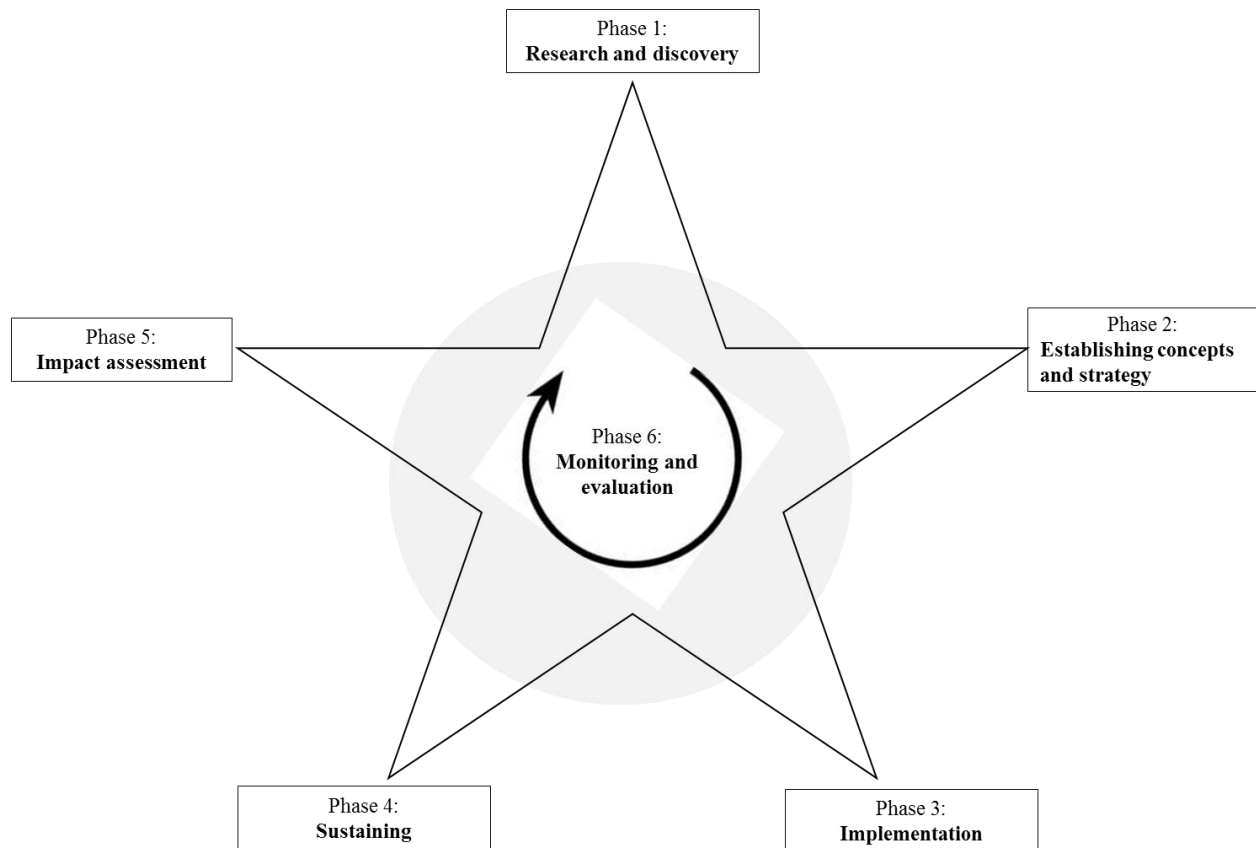 Phase 1:
Research and discovery
Phase 5:
Impact assessment
Phase 2:
Establishing concepts
and strategy
Phase 6:
Monitoring and
evaluation
Phase 4:
Sustaining
Phase 3:
Implementation